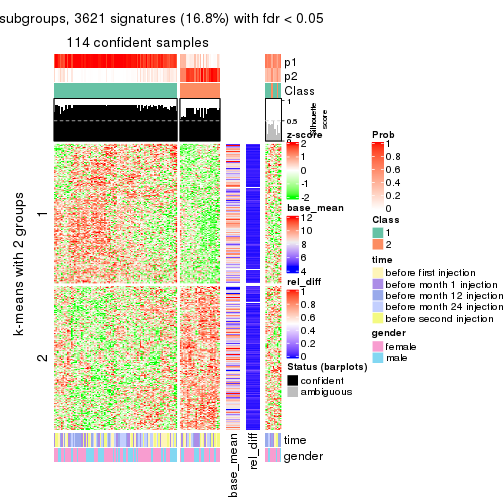 subgroups, 3621 signatures (16.8%) with fdr < 0.05
114 confident samples
p1
p2
Class
1
0.5
0
Silhouette
score
z-score
2
1
0
-1
-2
base_mean
12
10
8
6
4
rel_diff
1
0.8
0.6
0.4
0.2
0
Status (barplots)
confident
ambiguous
Prob
1
0.8
0.6
0.4
0.2
0
Class
1
2
time
before first injection
before month 1 injection
before month 12 injection
before month 24 injection
before second injection
gender
female
male
k-means with 2 groups
1
2
time
gender
base_mean
rel_diff